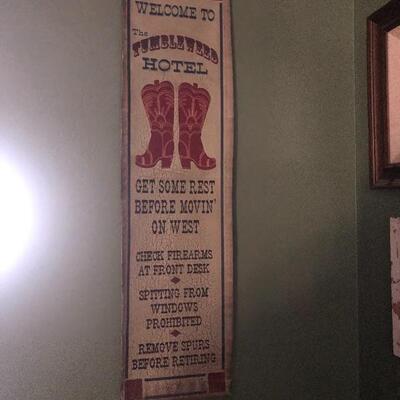 WELCOME TO
The
TUMBLEWEED
HOTEL
GET SOME REST
BEFORE MOVIN'
ON WEST
CHECK FIREARMS
AT FRONT DESK
SPITTING FROM
WINDOWS
PROHIBITED
REMOVE SPURS
BEFORE RETIRING